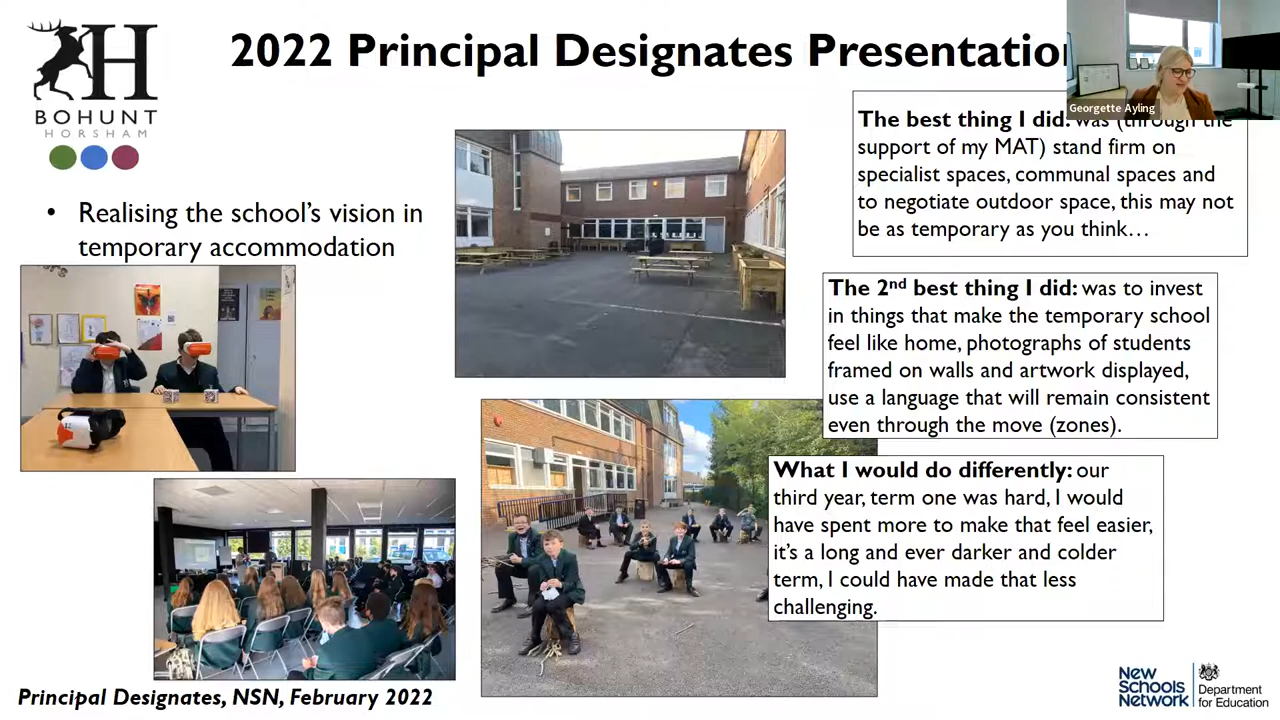 H
BOHUNT
HORSHAM
2022 Principal Designates Presentation
Georgette Ayling
• Realising the school's vision in
temporary accommodation
The best thing I did: was (through the
support of my MAT) stand firm on
specialist spaces, communal spaces and
to negotiate outdoor space, this may not
be as temporary as you think…
The 2nd best thing I did: was to invest
in things that make the temporary school
feel like home, photographs of students
framed on walls and artwork displayed,
use a language that will remain consistent
even through the move (zones).
What I would do differently: our
third year, term one was hard, I would
have spent more to make that feel easier,
it's a long and ever darker and colder
term, I could have made that less
challenging.
Principal Designates, NSN, February 2022
New
Schools
Network
Department
for Education